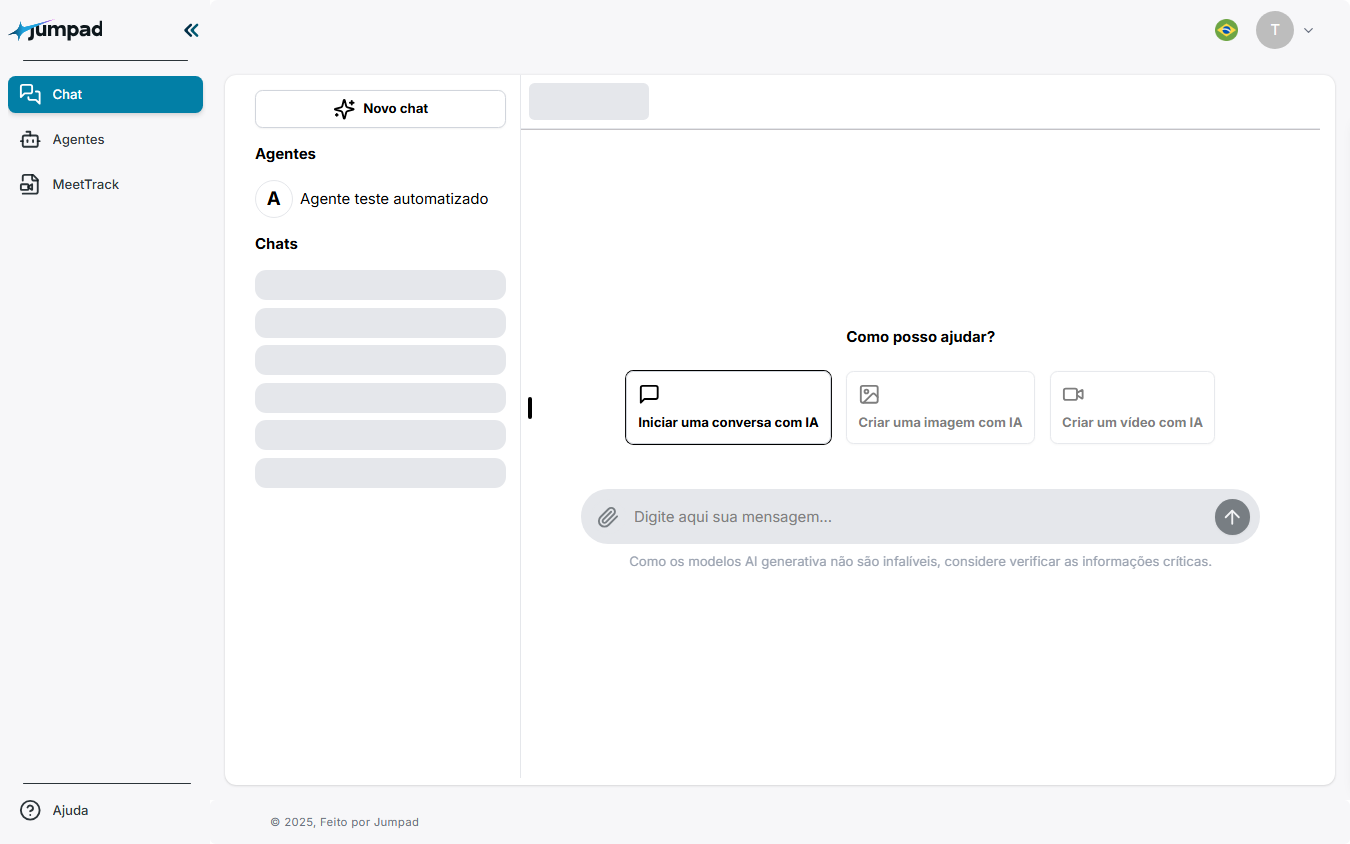 jumpad
T
Chat
Agentes
MeetTrack
Novo chat
Agentes
A
Agente teste automatizado
Chats
Como posso ajudar?
Iniciar uma conversa com IA
Criar uma imagem com IA
Criar um vídeo com IA
Digite aqui sua mensagem...
Como os modelos AI generativa não são infalíveis, considere verificar as informações críticas.
Ajuda
© 2025, Feito por Jumpad